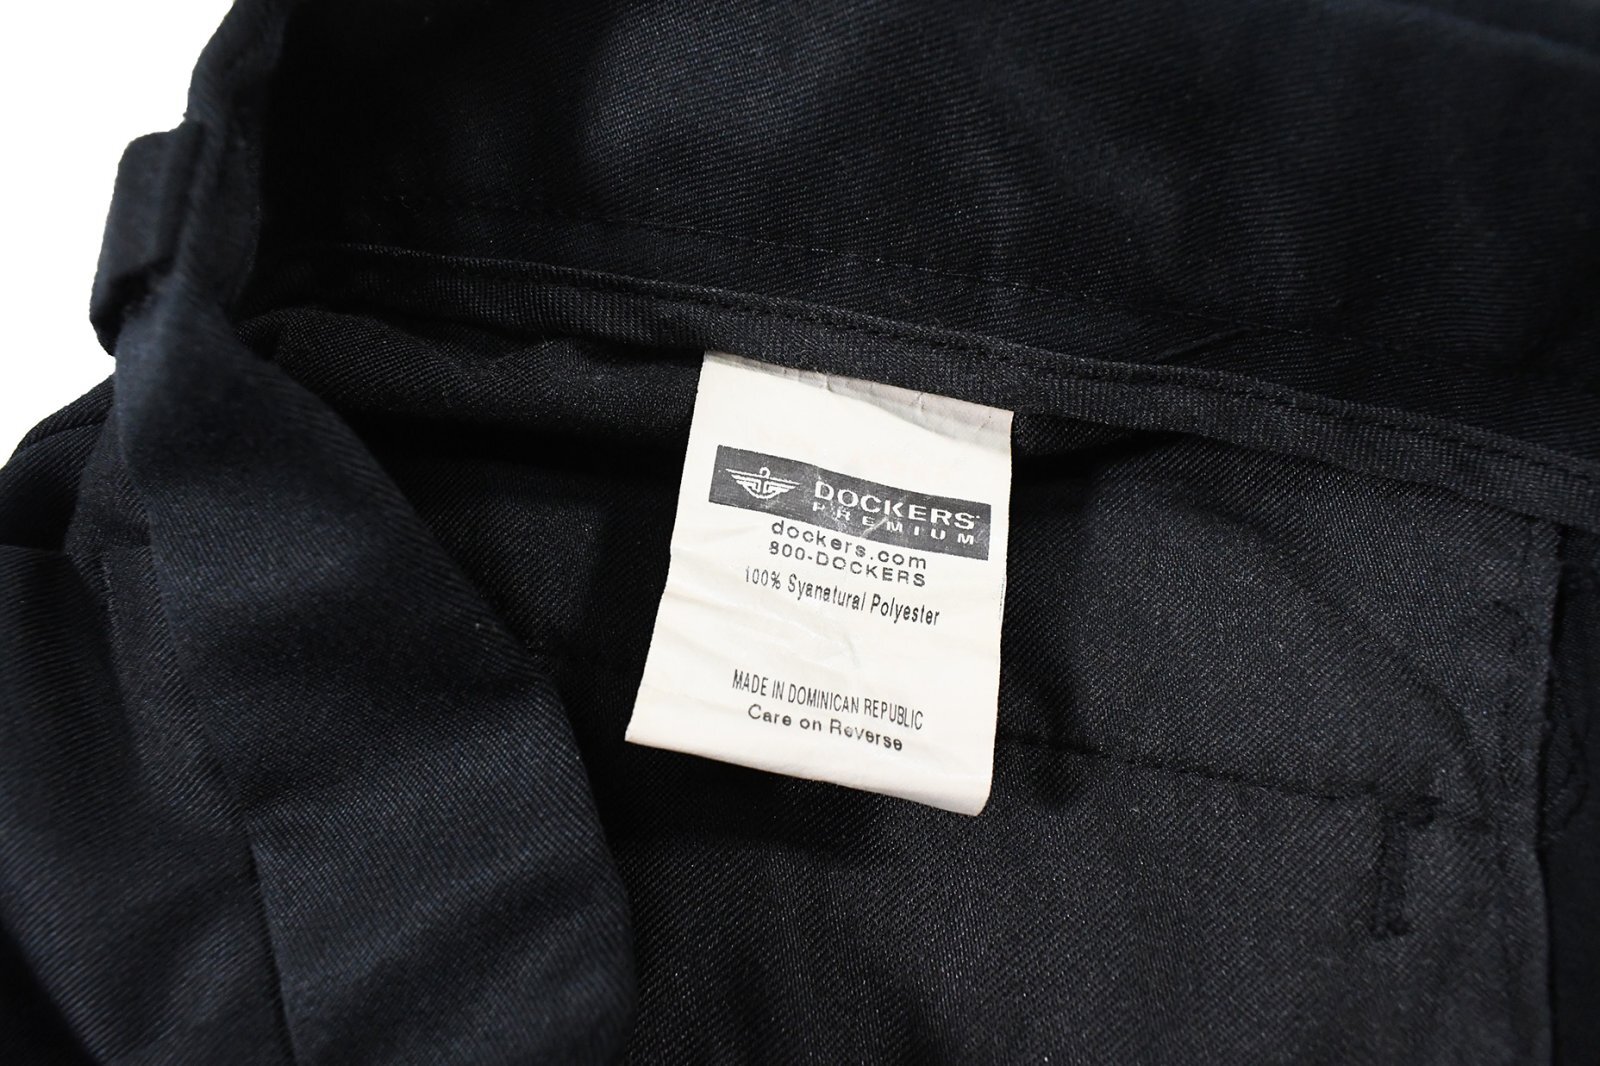 DOCKERS
PREMIUM
dockers.com
800-DOCKERS
100% Syanatural Polyester
MADE IN DOMINICAN REPUBLIC
Care on Reverse